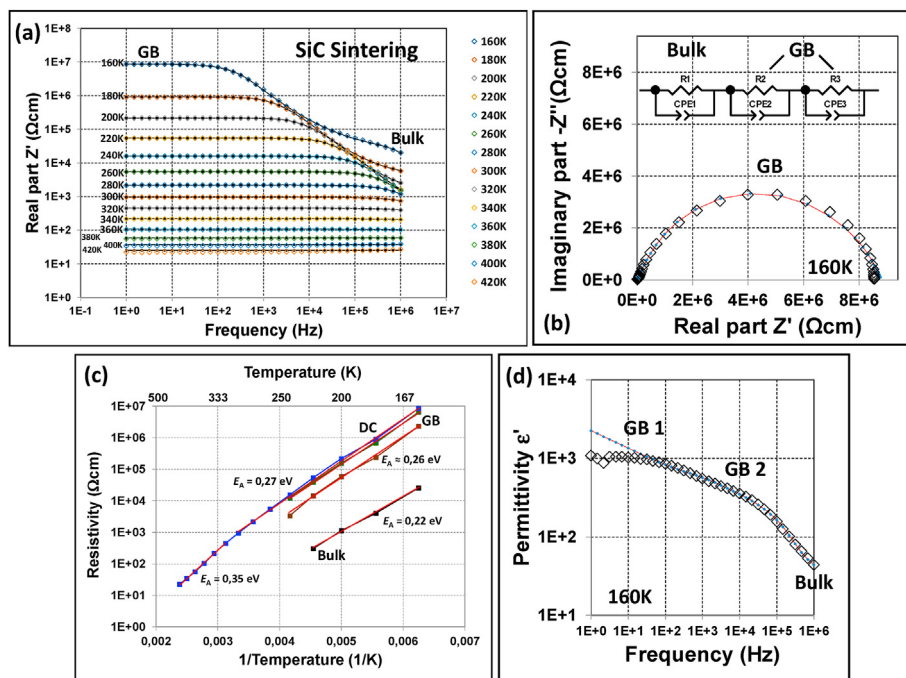 (a)
GB
SiC Sintering
Bulk
Real part Z' (Ωcm)
1E+8
1E+7
1E+6
1E+5
1E+4
1E+3
1E+2
1E+1
1E+0
160K
180K
200K
220K
240K
260K
280K
300K
320K
340K
360K
380K
400K
420K
1E-1 1E+0 1E+1 1E+2 1E+3 1E+4 1E+5 1E+6 1E+7
Frequency (Hz)
160K
180K
200K
220K
240K
260K
280K
300K
320K
340K
360K
380K
400K
420K
(b)
Bulk
GB
R1 R2 R3
CPE1 CPE2 CPE3
GB
160K
Imaginary part -Z''(Ωcm)
8E+6
6E+6
4E+6
2E+6
0E+0
0E+0 2E+6 4E+6 6E+6 8E+6
Real part Z' (Ωcm)
(c)
Temperature (K)
500 333 250 200 167
Resistivity (Ωcm)
1E+07
1E+06
1E+05
1E+04
1E+03
1E+02
1E+01
1E+00
DC
GB
EA = 0,27 eV
EA ≈ 0,26 eV
EA = 0,22 eV
Bulk
EA = 0,35 eV
0,002 0,003 0,004 0,005 0,006 0,007
1/Temperature (1/K)
(d)
Permittivity ε'
1E+4
1E+3
1E+2
1E+1
GB 1
GB 2
Bulk
160K
1E+0 1E+1 1E+2 1E+3 1E+4 1E+5 1E+6
Frequency (Hz)